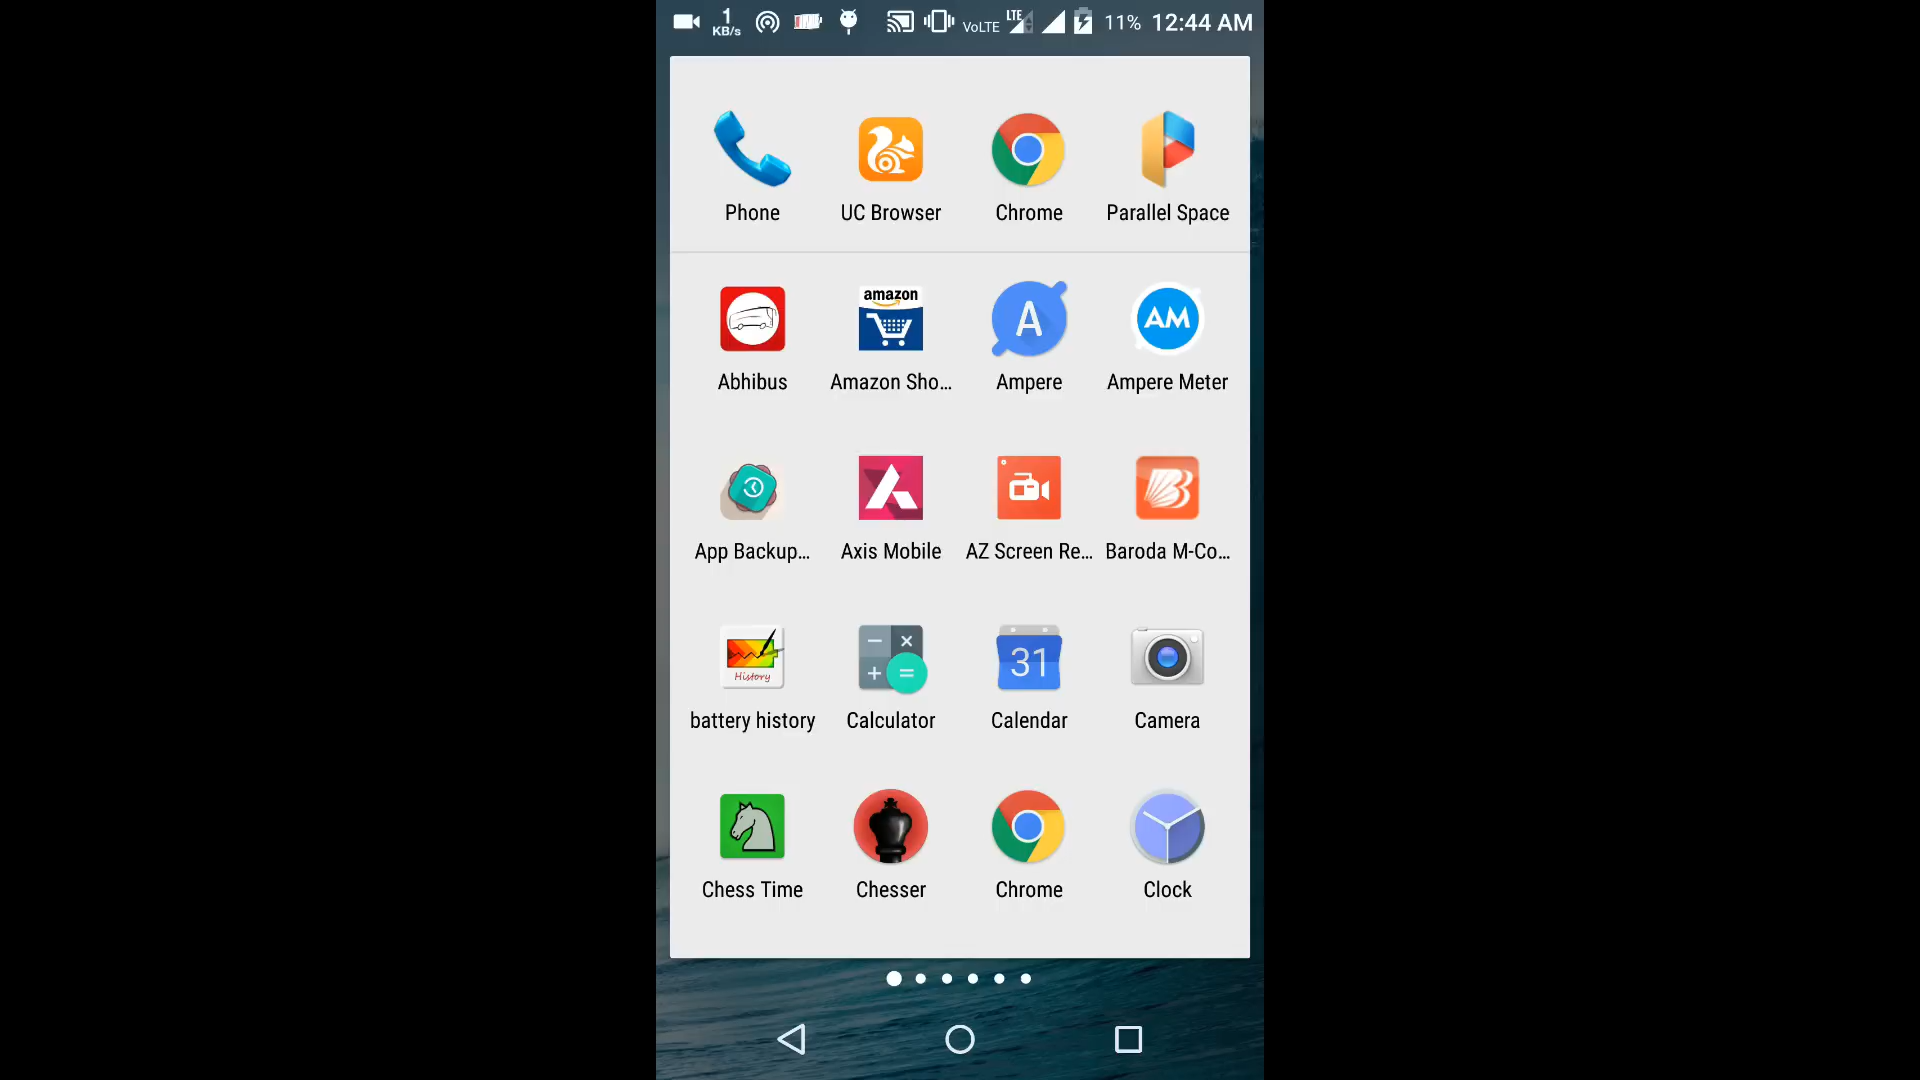 1 KB/s VoLTE LTE 11% 12:44 AM
Phone UC Browser Chrome Parallel Space
amazon A AM
Abhibus Amazon Sho... Ampere Ampere Meter
App Backup... Axis Mobile AZ Screen Re... Baroda M-Co...
31
History
battery history Calculator Calendar Camera
Chess Time Chesser Chrome Clock